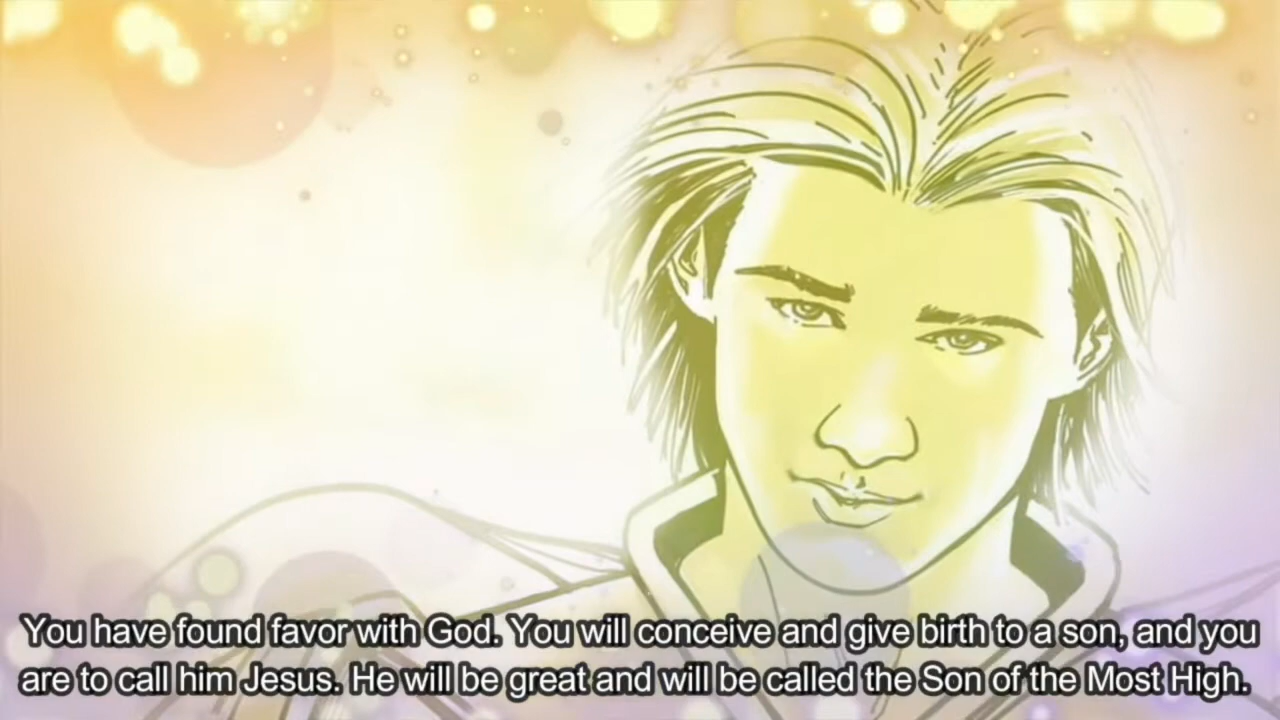 You have found favor with God. You will conceive and give birth to a son, and you
are to call him Jesus. He will be great and will be called the Son of the Most High.